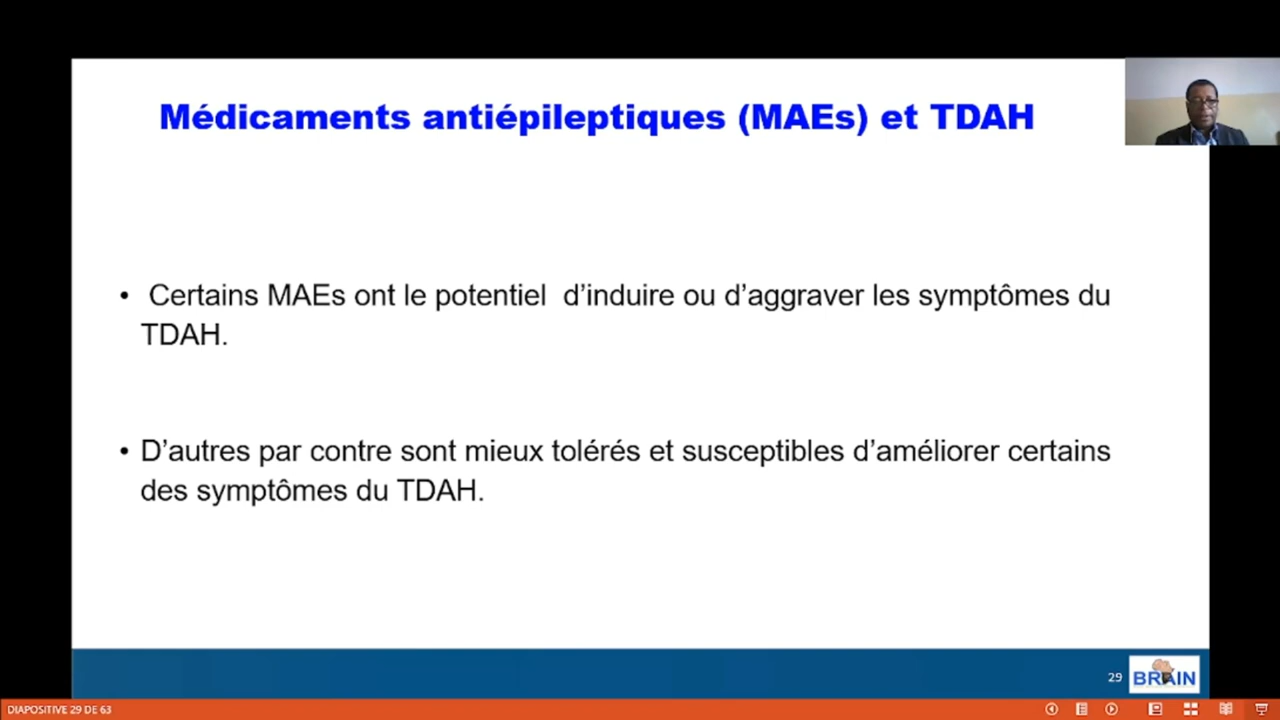 Médicaments antiépileptiques (MAEs) et TDAH
• Certains MAEs ont le potentiel d’induire ou d’aggraver les symptômes du
TDAH.
• D’autres par contre sont mieux tolérés et susceptibles d’améliorer certains
des symptômes du TDAH.
29
BRAIN
DIAPOSITIVE 29 DE 63